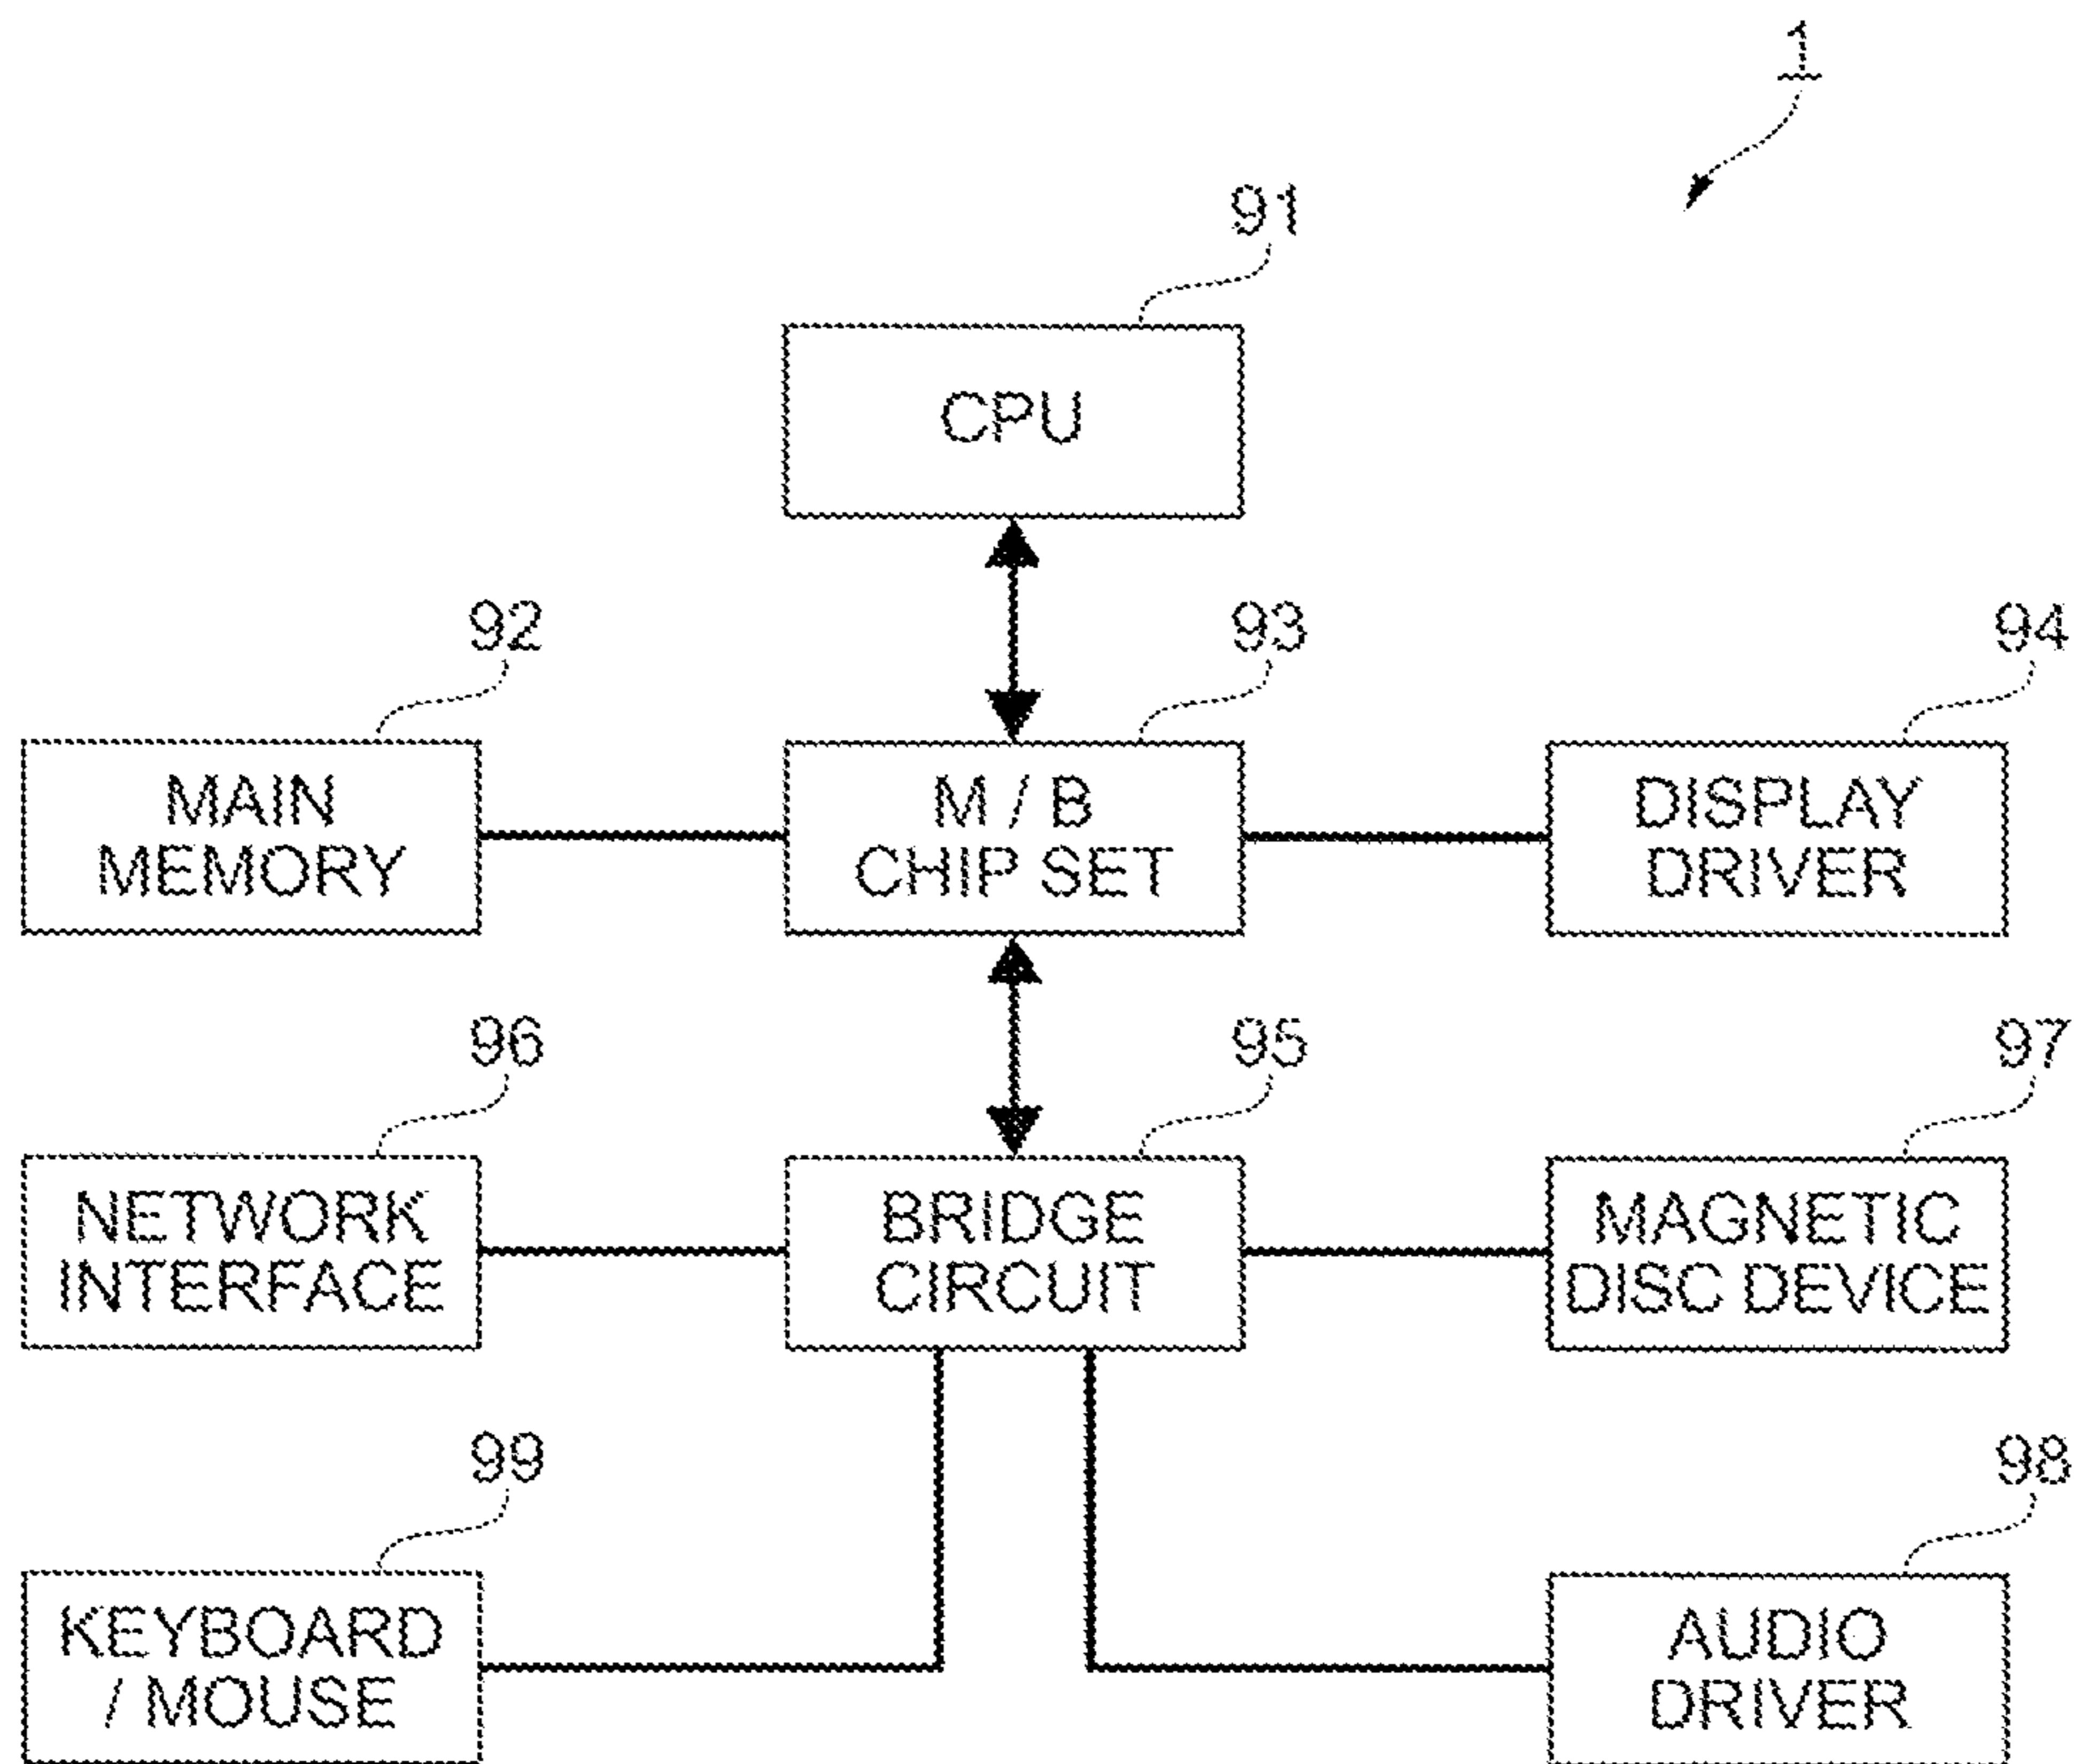 1
91
CPU
92
93
94
MAIN
MEMORY
M / B
CHIP SET
DISPLAY
DRIVER
96
95
97
NETWORK
INTERFACE
BRIDGE
CIRCUIT
MAGNETIC
DISC DEVICE
99
98
KEYBOARD
/ MOUSE
AUDIO
DRIVER